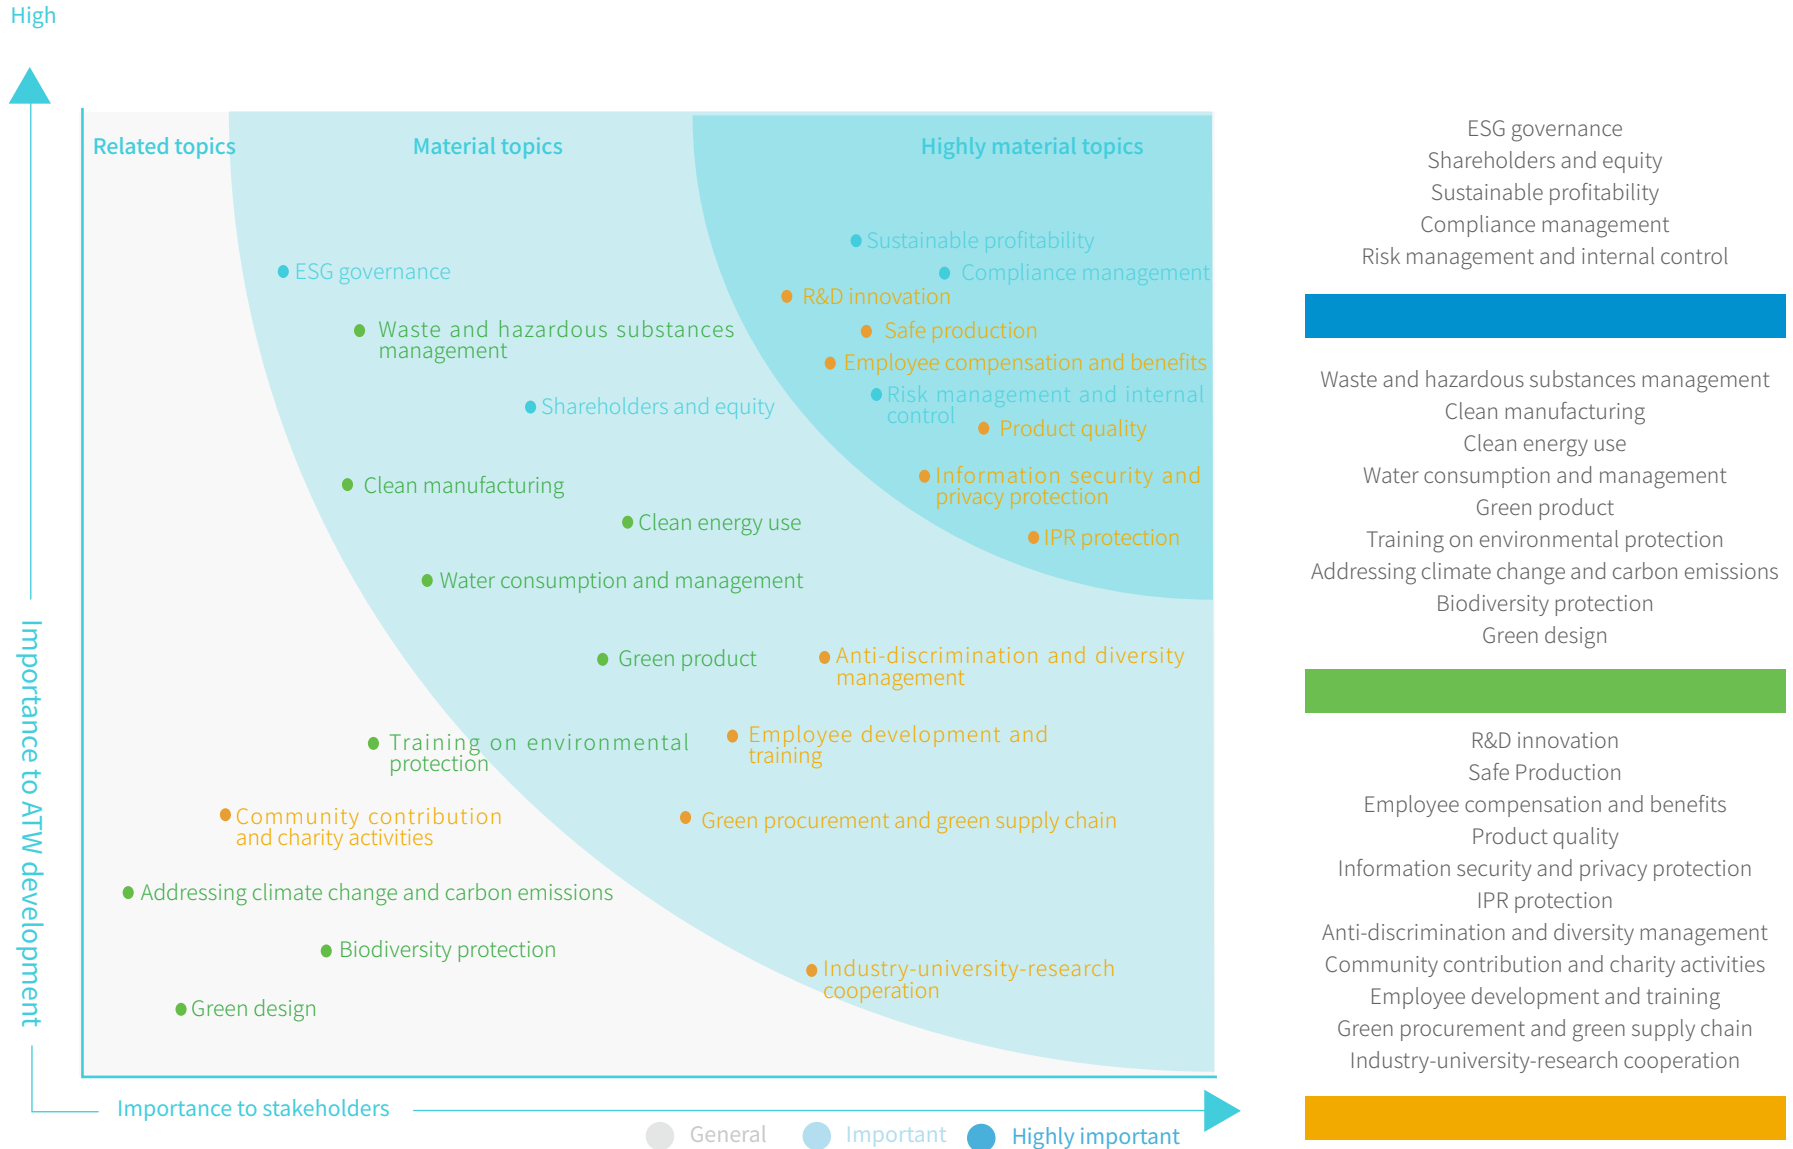 High
Related topics
Material topics
Highly material topics
Sustainable profitability
ESG governance
Compliance management
R&D innovation
Waste and hazardous substances
management
Safe production
Employee compensation and benefits
Risk management and internal
control
Shareholders and equity
Product quality
Information security and
privacy protection
Clean manufacturing
Clean energy use
IPR protection
Water consumption and management
Green product
Anti-discrimination and diversity
management
Training on environmental
protection
Employee development and
training
Community contribution
and charity activities
Green procurement and green supply chain
Addressing climate change and carbon emissions
Biodiversity protection
Industry-university-research
cooperation
Green design
Importance to ATW development
Importance to stakeholders
General
Important
Highly important
ESG governance
Shareholders and equity
Sustainable profitability
Compliance management
Risk management and internal control
Waste and hazardous substances management
Clean manufacturing
Clean energy use
Water consumption and management
Green product
Training on environmental protection
Addressing climate change and carbon emissions
Biodiversity protection
Green design
R&D innovation
Safe Production
Employee compensation and benefits
Product quality
Information security and privacy protection
IPR protection
Anti-discrimination and diversity management
Community contribution and charity activities
Employee development and training
Green procurement and green supply chain
Industry-university-research cooperation